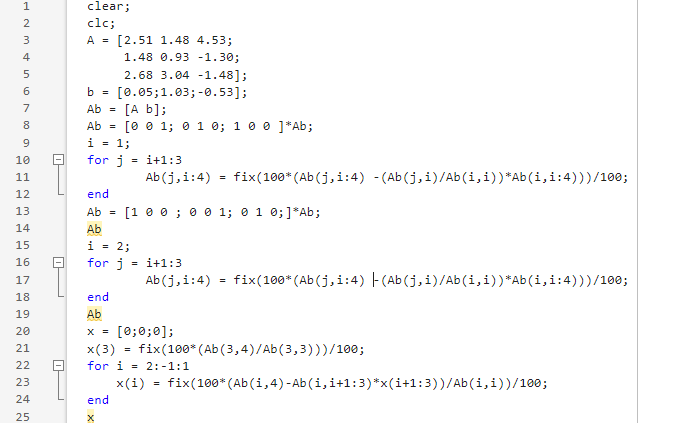 1 clear;
2 clc;
3 A = [2.51 1.48 4.53;
4 1.48 0.93 -1.30;
5 2.68 3.04 -1.48];
6 b = [0.05;1.03;-0.53];
7 Ab = [A b];
8 Ab = [0 0 1; 0 1 0; 1 0 0 ]*Ab;
9 i = 1;
10 for j = i+1:3
11 Ab(j,i:4) = fix(100*(Ab(j,i:4) -(Ab(j,i)/Ab(i,i))*Ab(i,i:4)))/100;
12 end
13 Ab = [1 0 0 ; 0 0 1; 0 1 0;]*Ab;
14 Ab
15 i = 2;
16 for j = i+1:3
17 Ab(j,i:4) = fix(100*(Ab(j,i:4) -(Ab(j,i)/Ab(i,i))*Ab(i,i:4)))/100;
18 end
19 Ab
20 x = [0;0;0];
21 x(3) = fix(100*(Ab(3,4)/Ab(3,3)))/100;
22 for i = 2:-1:1
23 x(i) = fix(100*(Ab(i,4)-Ab(i,i+1:3)*x(i+1:3))/Ab(i,i))/100;
24 end
25 x